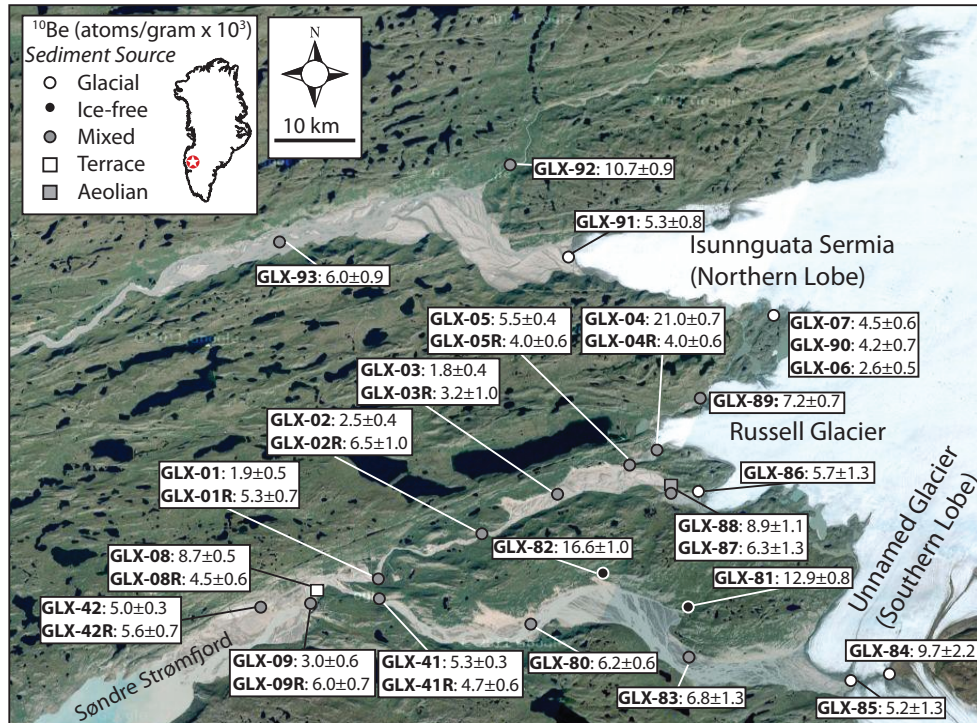 ¹⁰Be (atoms/gram x 10³)
Sediment Source
Glacial
Ice-free
Mixed
Terrace
Aeolian
N
10 km
GLX-92: 10.7±0.9
GLX-91: 5.3±0.8
GLX-93: 6.0±0.9
Isunnguata Sermia
(Northern Lobe)
GLX-05: 5.5±0.4
GLX-05R: 4.0±0.6
GLX-04: 21.0±0.7
GLX-04R: 4.0±0.6
GLX-07: 4.5±0.6
GLX-90: 4.2±0.7
GLX-06: 2.6±0.5
GLX-03: 1.8±0.4
GLX-03R: 3.2±1.0
GLX-89: 7.2±0.7
GLX-02: 2.5±0.4
GLX-02R: 6.5±1.0
Russell Glacier
GLX-01: 1.9±0.5
GLX-01R: 5.3±0.7
GLX-86: 5.7±1.3
GLX-88: 8.9±1.1
GLX-87: 6.3±1.3
GLX-82: 16.6±1.0
GLX-08: 8.7±0.5
GLX-08R: 4.5±0.6
GLX-81: 12.9±0.8
Unnamed Glacier
(Southern Lobe)
GLX-42: 5.0±0.3
GLX-42R: 5.6±0.7
Søndre Strømfjord
GLX-09: 3.0±0.6
GLX-09R: 6.0±0.7
GLX-41: 5.3±0.3
GLX-41R: 4.7±0.6
GLX-80: 6.2±0.6
GLX-83: 6.8±1.3
GLX-84: 9.7±2.2
GLX-85: 5.2±1.3